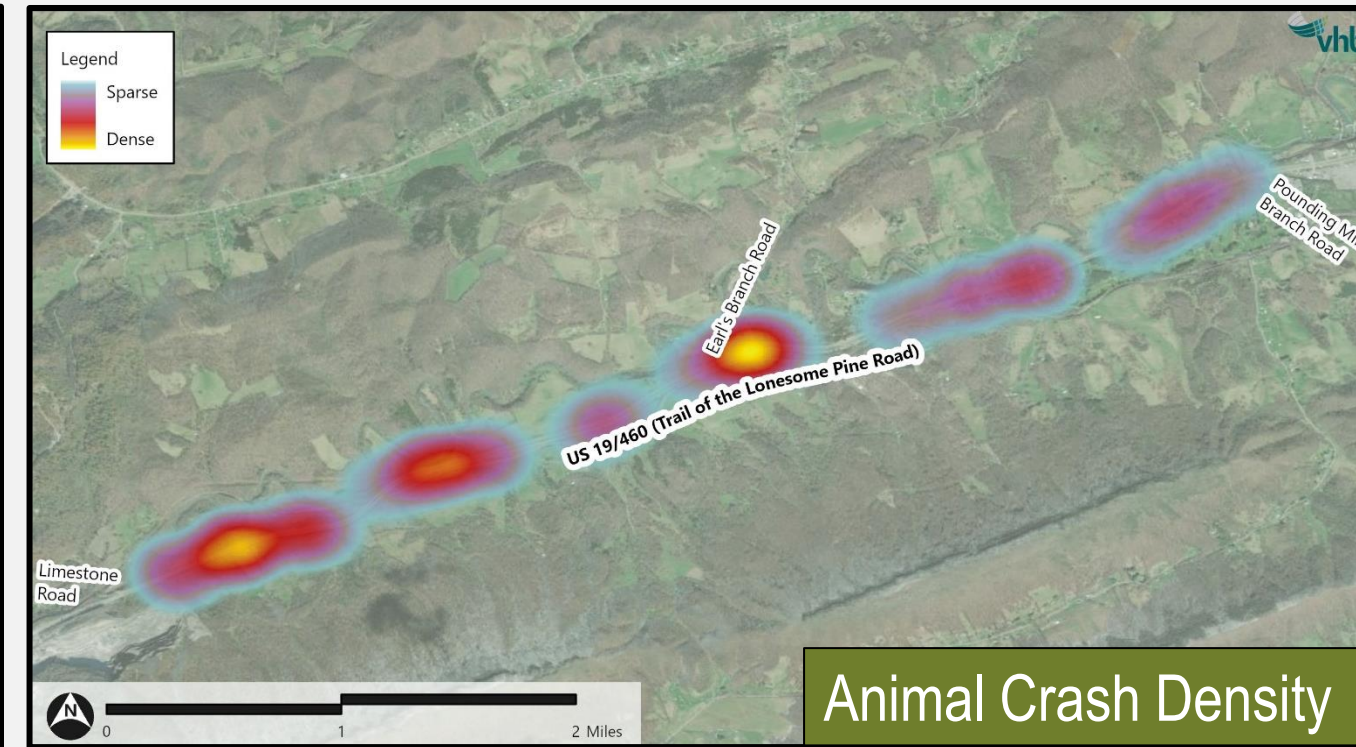 Legend
Sparse
Dense
Pounding
Branch Road
Earl's Branch Road
US 19/460 (Trail of the Lonesome Pine Road)
Limestone
Road
N
0 1 2 Miles
Animal Crash Density